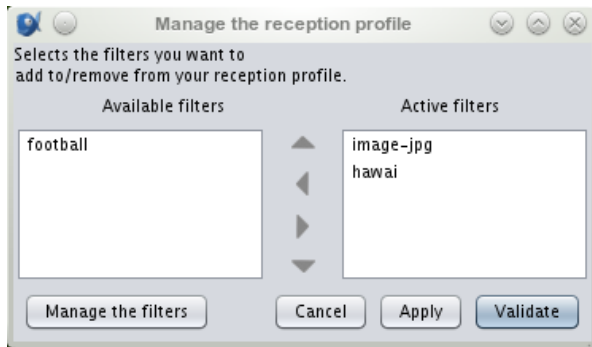 Manage the reception profile
Selects the filters you want to
add to/remove from your reception profile.
Available filters
Active filters
football
image-jpg
hawai
Manage the filters
Cancel
Apply
Validate